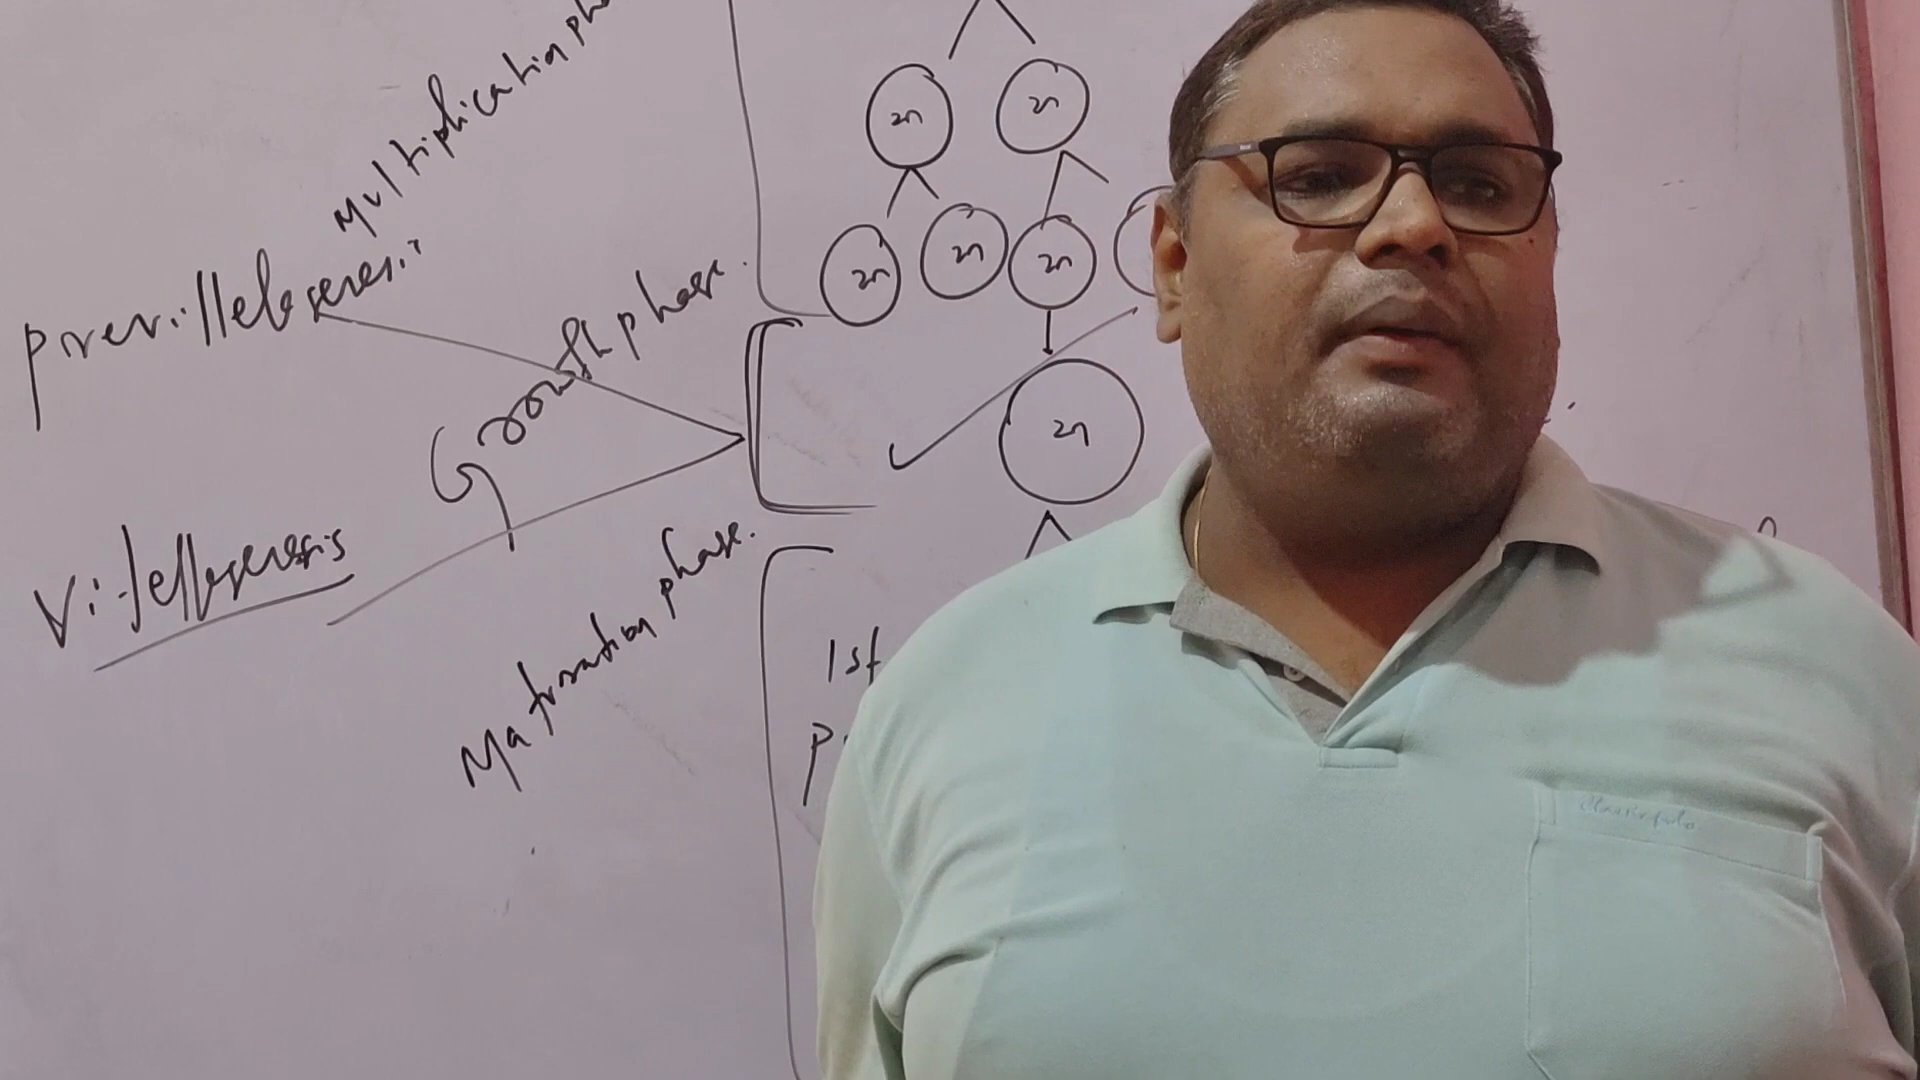 Multiplication pha
2n 2n
2n 2n 2n
Previtellogenesis
Growth phase.
2n
Vitellogenesis
Maturation phase.
1st
P